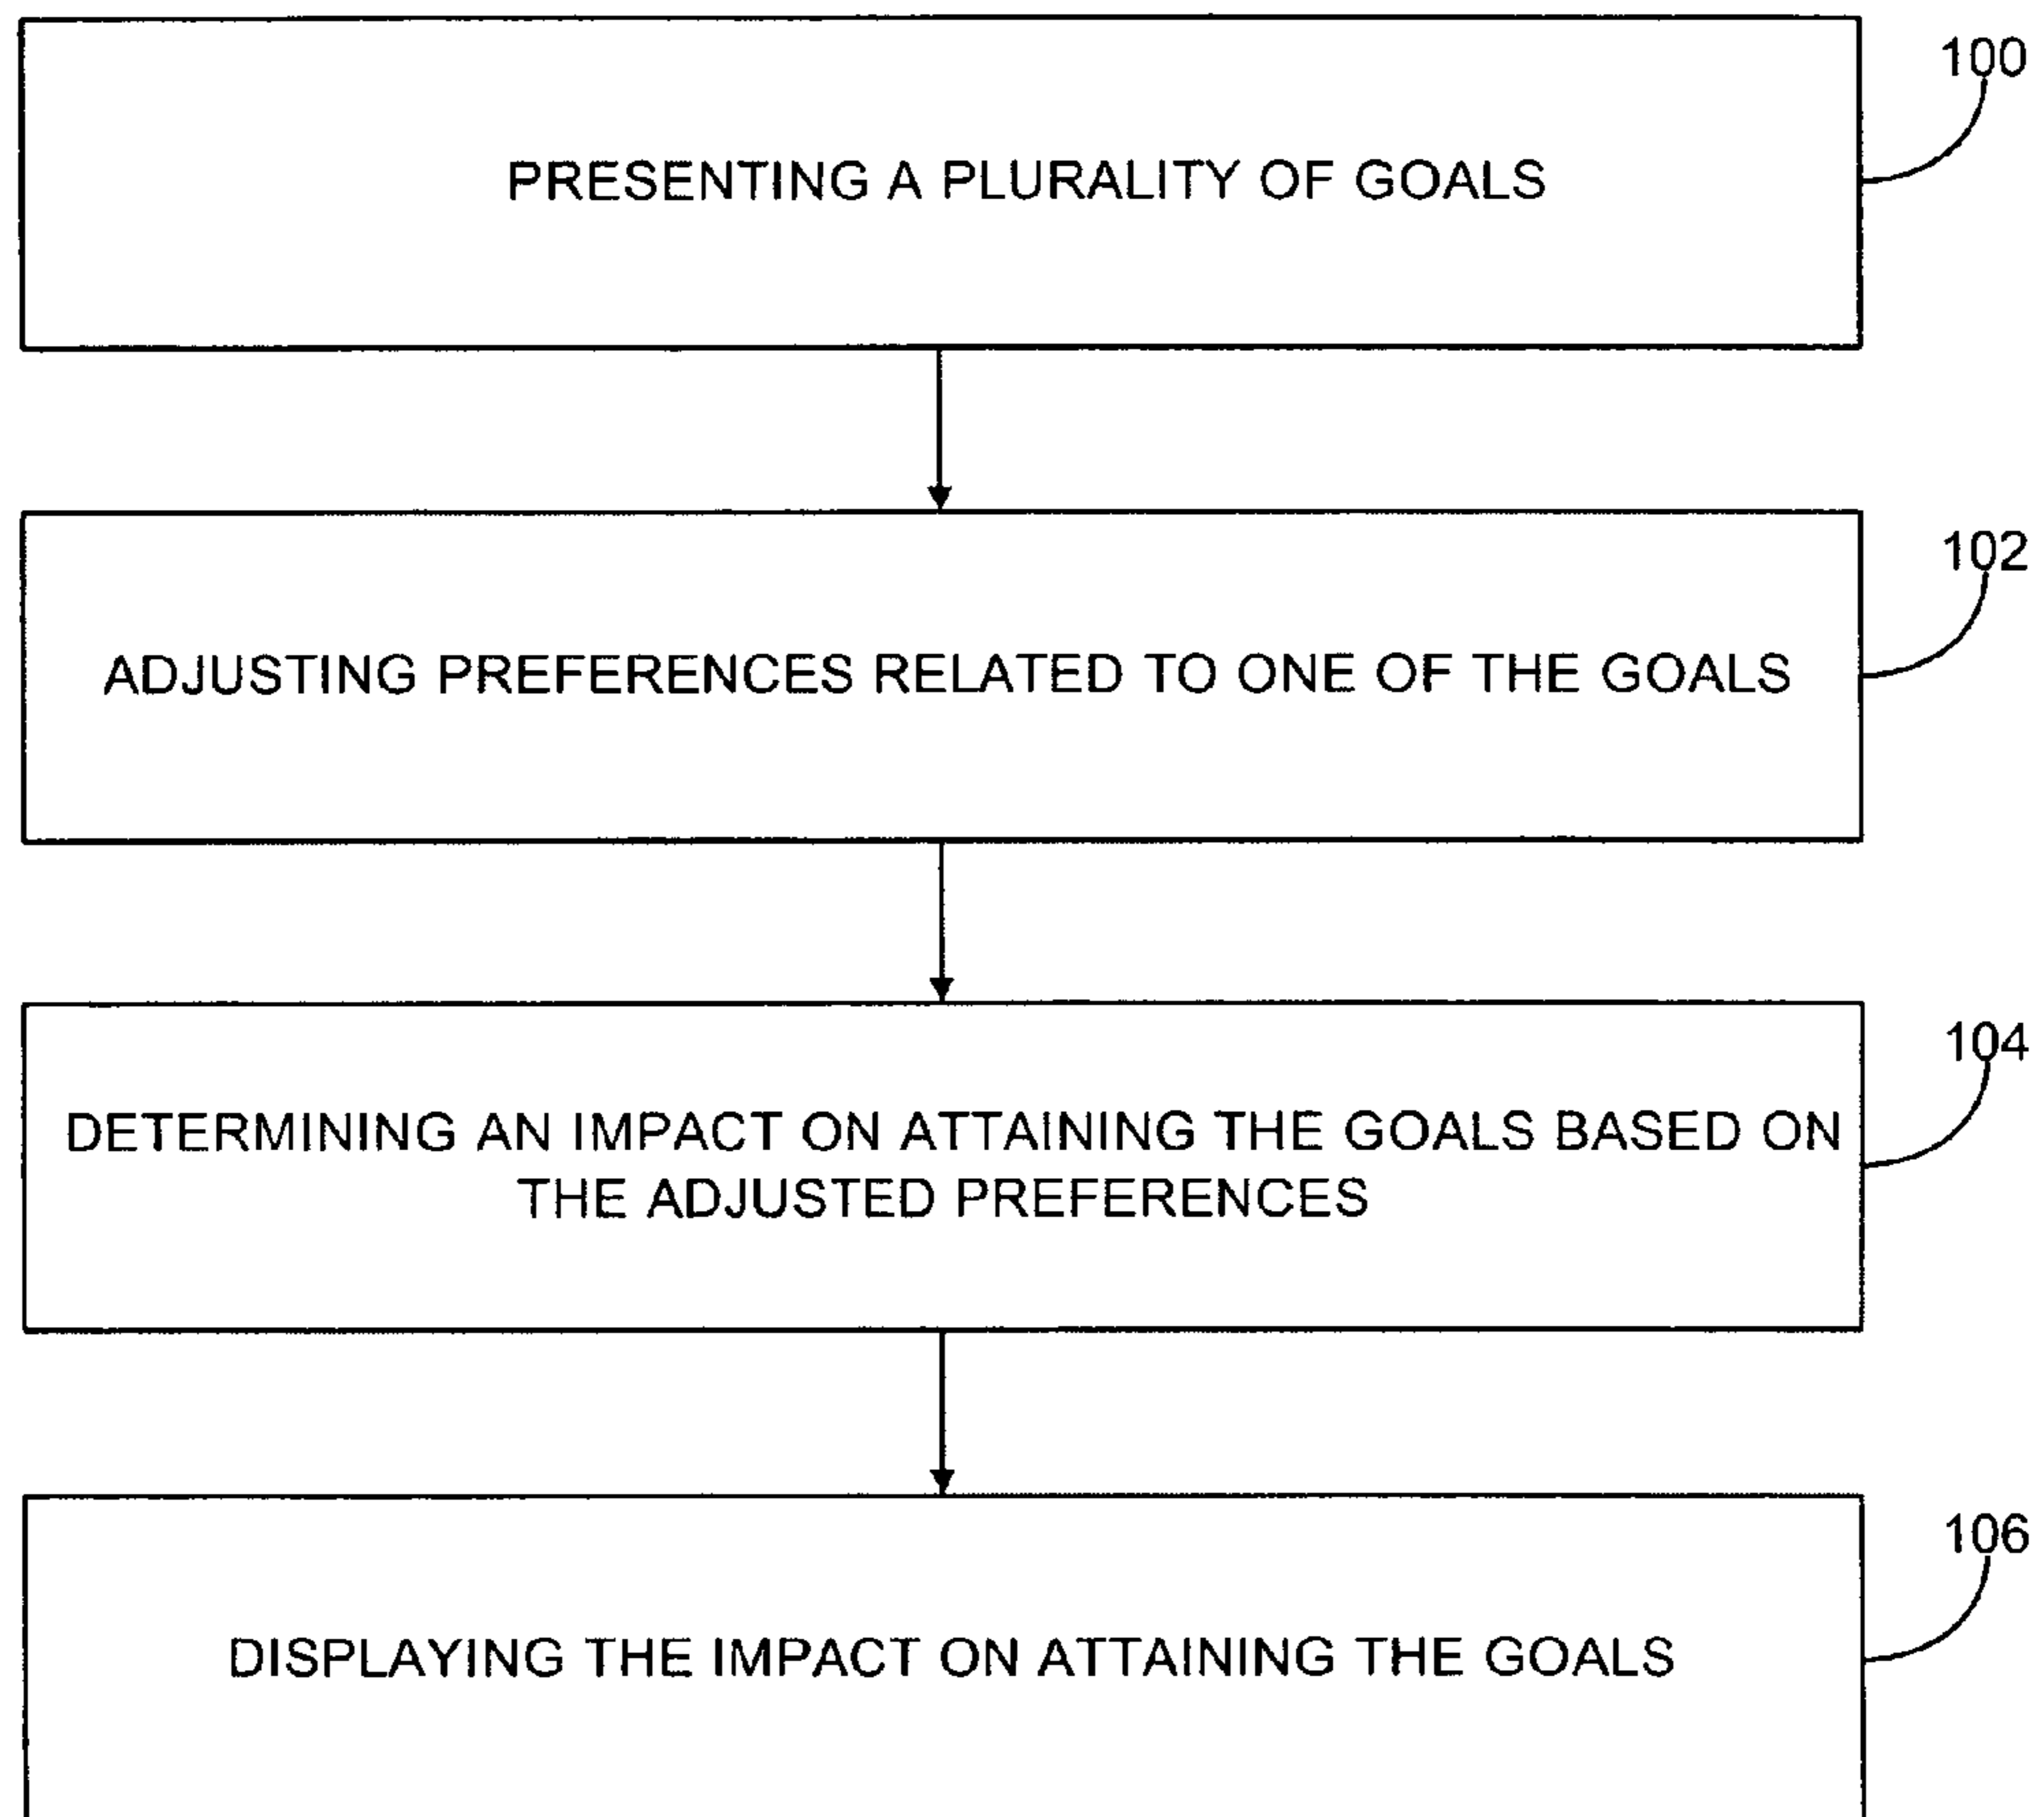 100
PRESENTING A PLURALITY OF GOALS
102
ADJUSTING PREFERENCES RELATED TO ONE OF THE GOALS
104
DETERMINING AN IMPACT ON ATTAINING THE GOALS BASED ON
THE ADJUSTED PREFERENCES
106
DISPLAYING THE IMPACT ON ATTAINING THE GOALS